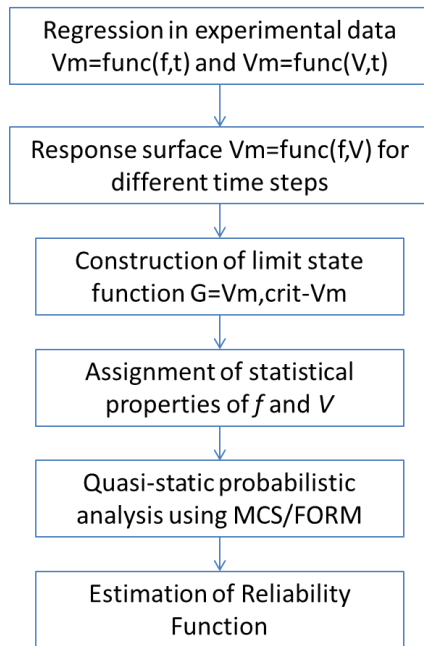 Regression in experimental data
Vm=func(f,t) and Vm=func(V,t)
Response surface Vm=func(f,V) for
different time steps
Construction of limit state
function G=Vm,crit-Vm
Assignment of statistical
properties of f and V
Quasi-static probabilistic
analysis using MCS/FORM
Estimation of Reliability
Function